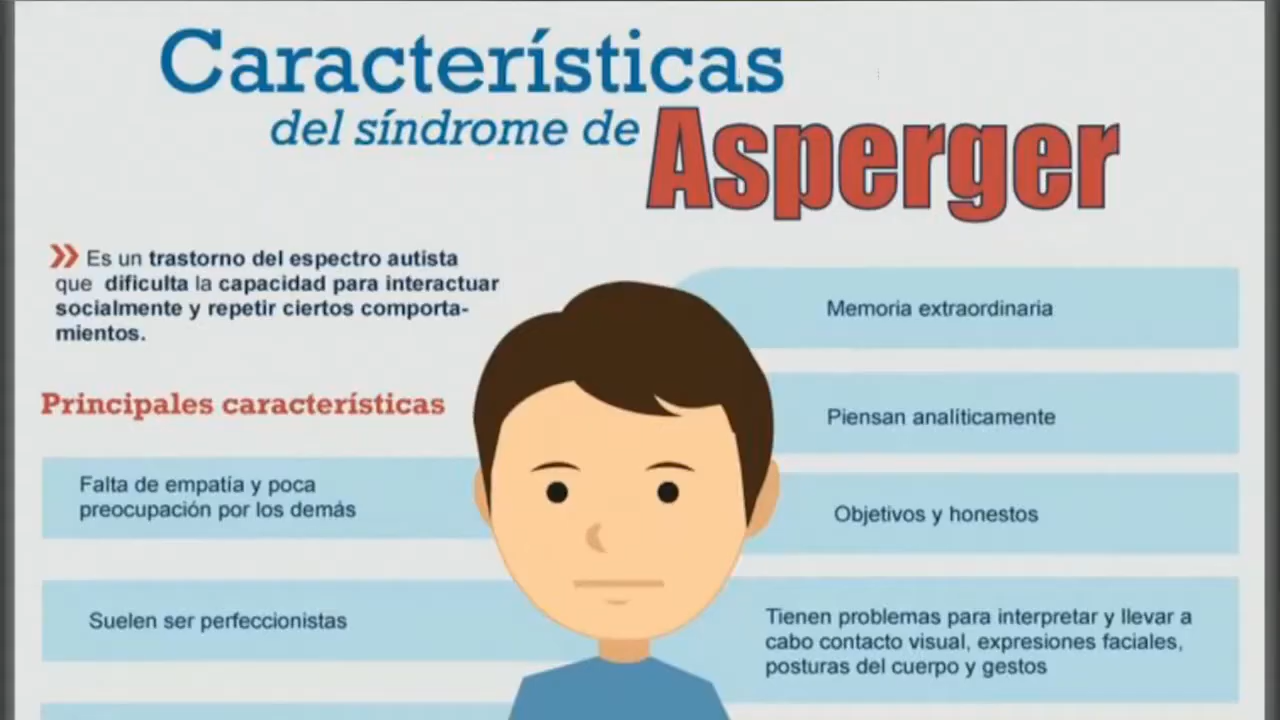 Características
del síndrome de Asperger
Es un trastorno del espectro autista
que dificulta la capacidad para interactuar
socialmente y repetir ciertos comporta-
mientos.
Principales características
Falta de empatía y poca
preocupación por los demás
Suelen ser perfeccionistas
Memoria extraordinaria
Piensan analíticamente
Objetivos y honestos
Tienen problemas para interpretar y llevar a
cabo contacto visual, expresiones faciales,
posturas del cuerpo y gestos